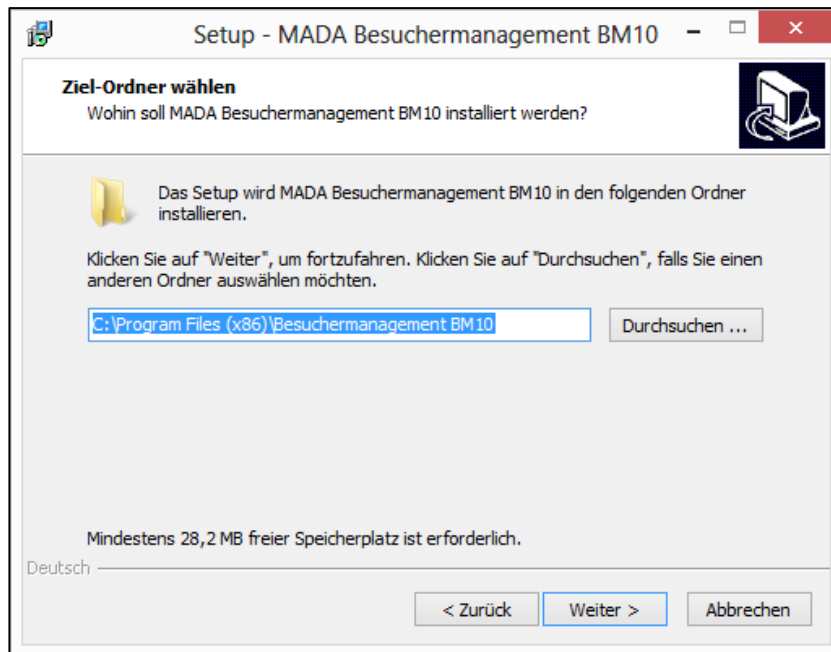 Setup - MADA Besuchermanagement BM10
Ziel-Ordner wählen
Wohin soll MADA Besuchermanagement BM10 installiert werden?
Das Setup wird MADA Besuchermanagement BM10 in den folgenden Ordner
installieren.
Klicken Sie auf "Weiter", um fortzufahren. Klicken Sie auf "Durchsuchen", falls Sie einen
anderen Ordner auswählen möchten.
C:\Program Files (x86)\Besuchermanagement BM10
Durchsuchen ...
Mindestens 28,2 MB freier Speicherplatz ist erforderlich.
Deutsch
< Zurück
Weiter >
Abbrechen